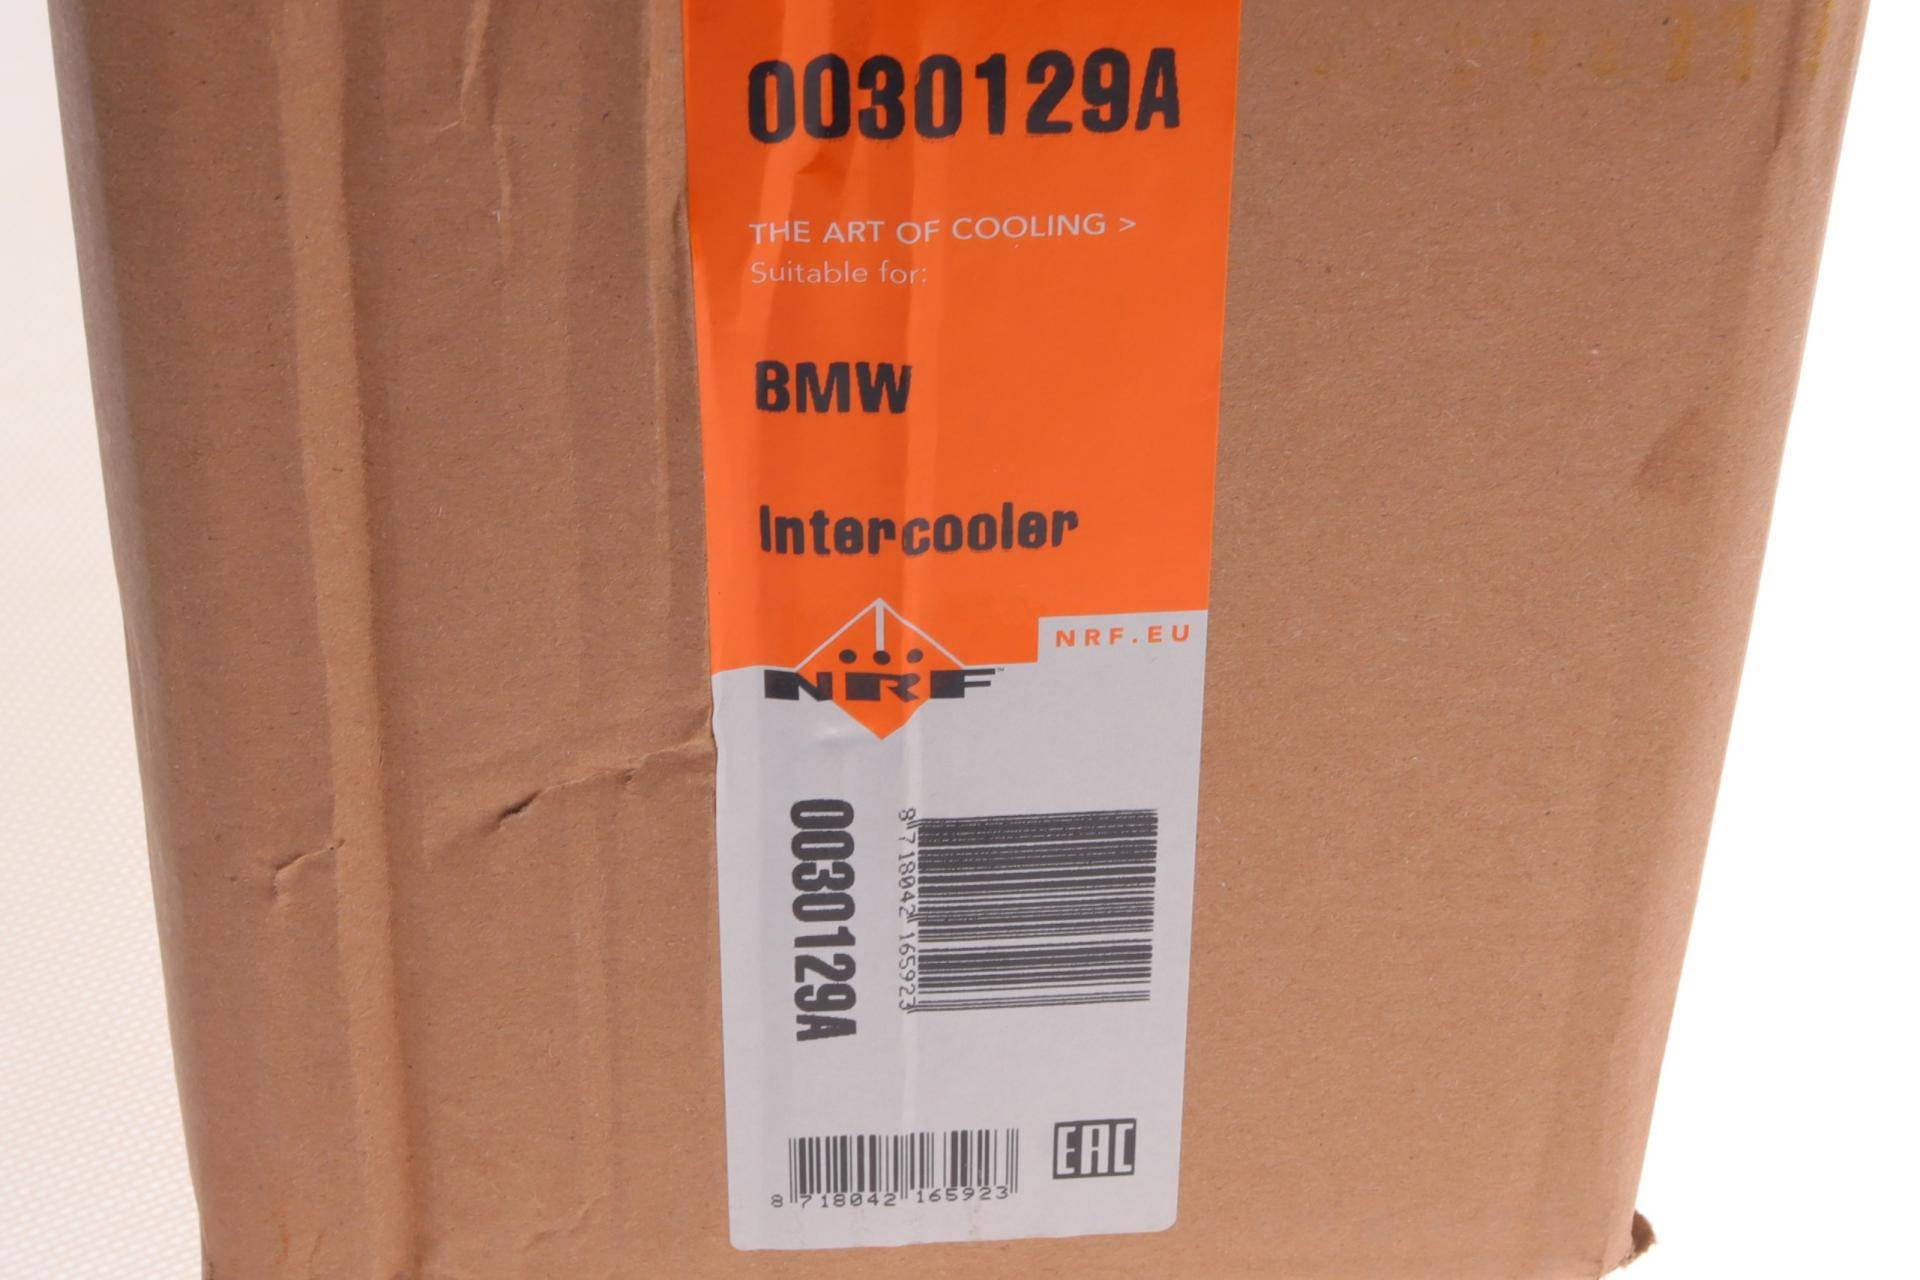 0030129A
THE ART OF COOLING >
Suitable for:
BMW
Intercooler
NRF.EU
NRF™
0030129A
8 718042 165923
8 718042 165923
EAC